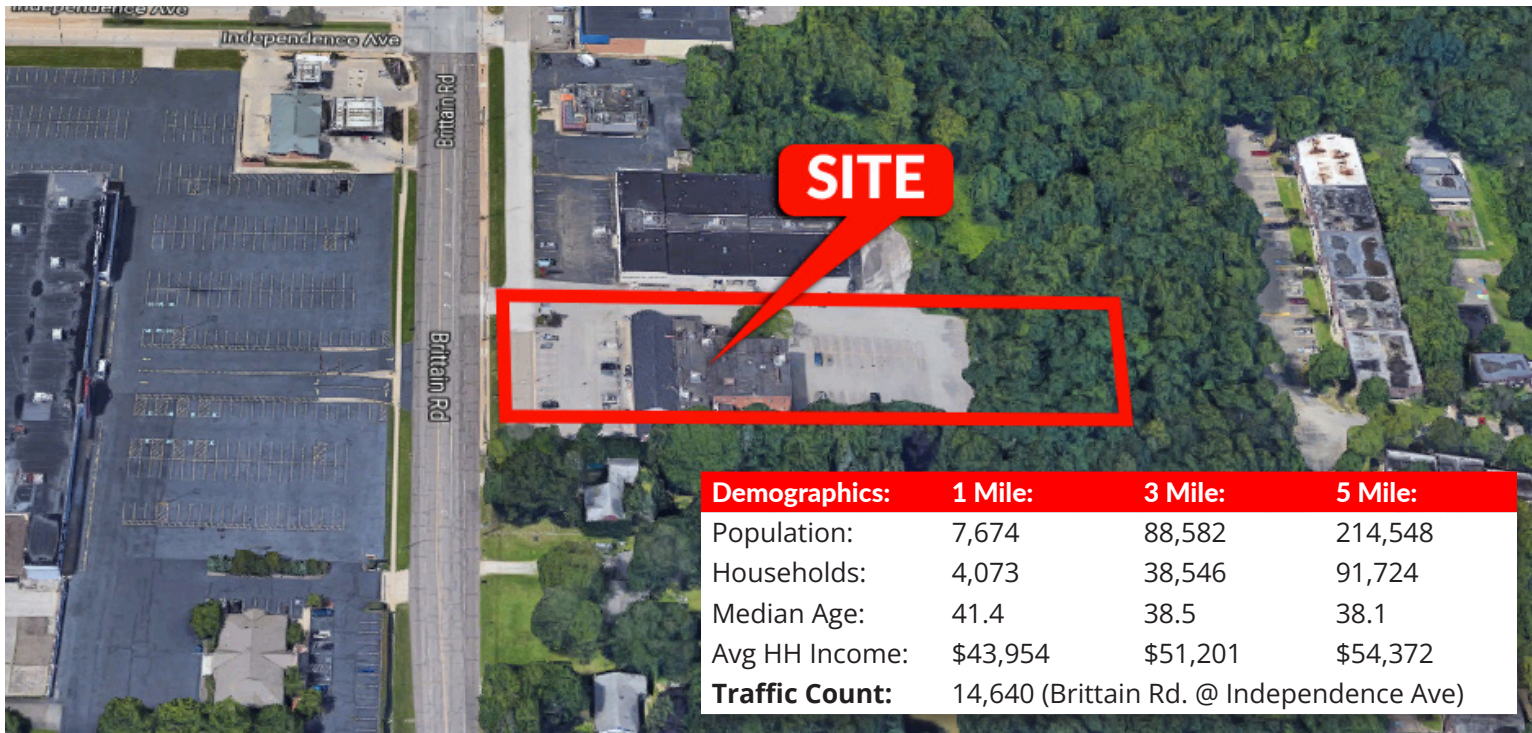 Independence Ave
Independence Ave
Brittain Rd
SITE
Brittain Rd
Demographics: 1 Mile: 3 Mile: 5 Mile:
Population: 7,674 88,582 214,548
Households: 4,073 38,546 91,724
Median Age: 41.4 38.5 38.1
Avg HH Income: $43,954 $51,201 $54,372
Traffic Count: 14,640 (Brittain Rd. @ Independence Ave)